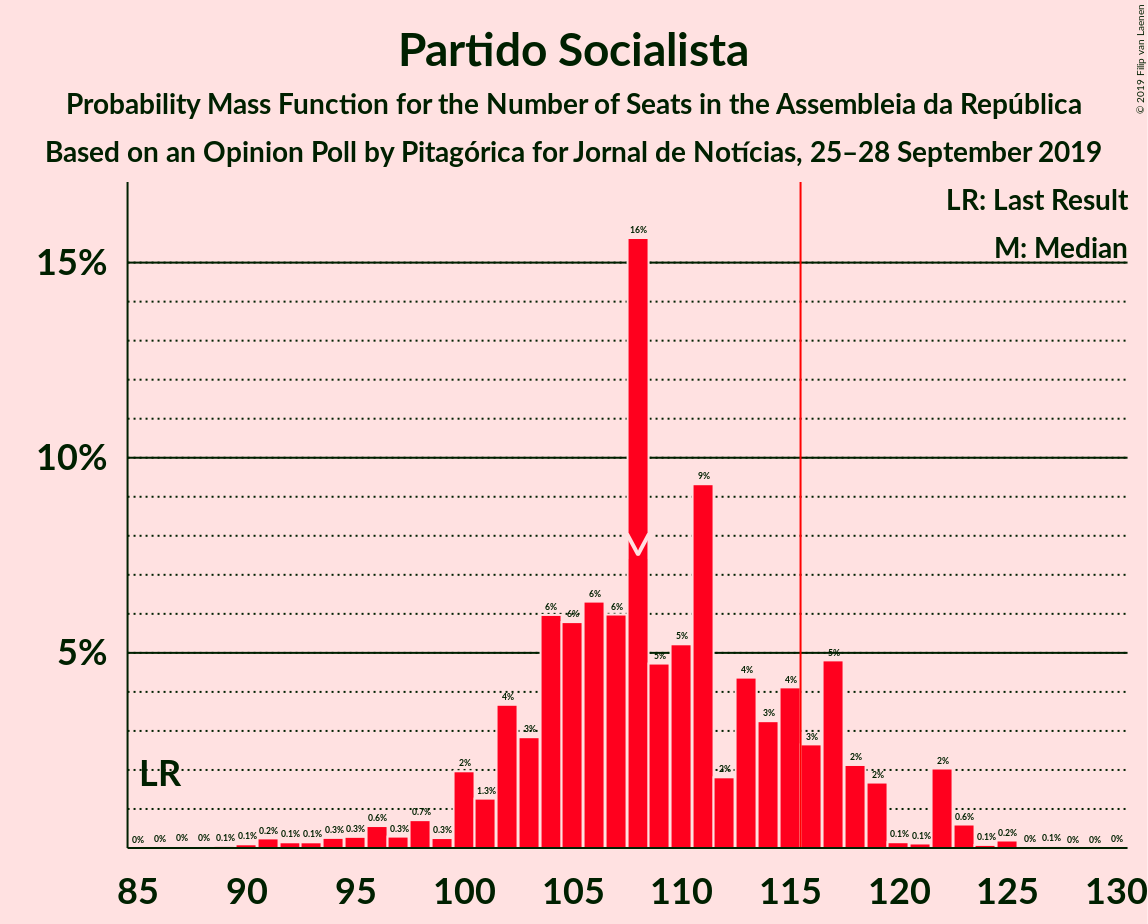 Partido Socialista
Probability Mass Function for the Number of Seats in the Assembleia da República
Based on an Opinion Poll by Pitagórica for Jornal de Notícias, 25–28 September 2019
© 2019 Filip van Laenen
LR: Last Result
M: Median
15%
10%
5%
LR
0% 0% 0% 0% 0.1% 0.1% 0.2% 0.1% 0.1% 0.3% 0.3% 0.6% 0.3% 0.7% 0.3% 2% 1.3% 4% 3% 6% 6% 6% 6% 16% 5% 5% 9% 2% 4% 3% 4% 3% 5% 2% 2% 0.1% 0.1% 2% 0.6% 0.1% 0.2% 0% 0.1% 0% 0% 0%
85 90 95 100 105 110 115 120 125 130